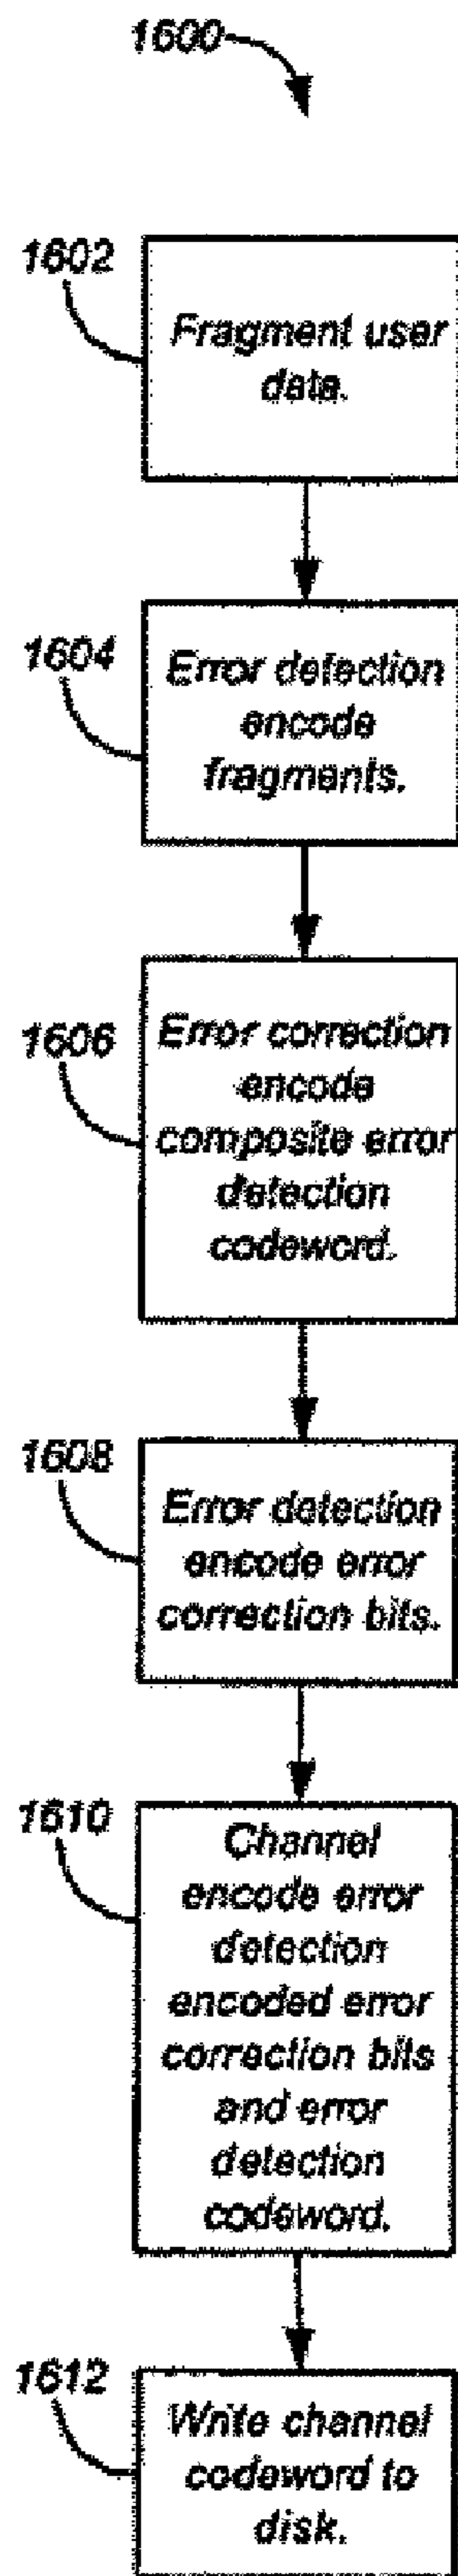 1600
1602
Fragment user
data.
1604
Error detection
encode
fragments.
1606
Error correction
encode
composite error
detection
codeword.
1608
Error detection
encode error
correction bits.
1610
Channel
encode error
detection
encoded error
correction bits
and error
detection
codeword.
1612
Write channel
codeword to
disk.